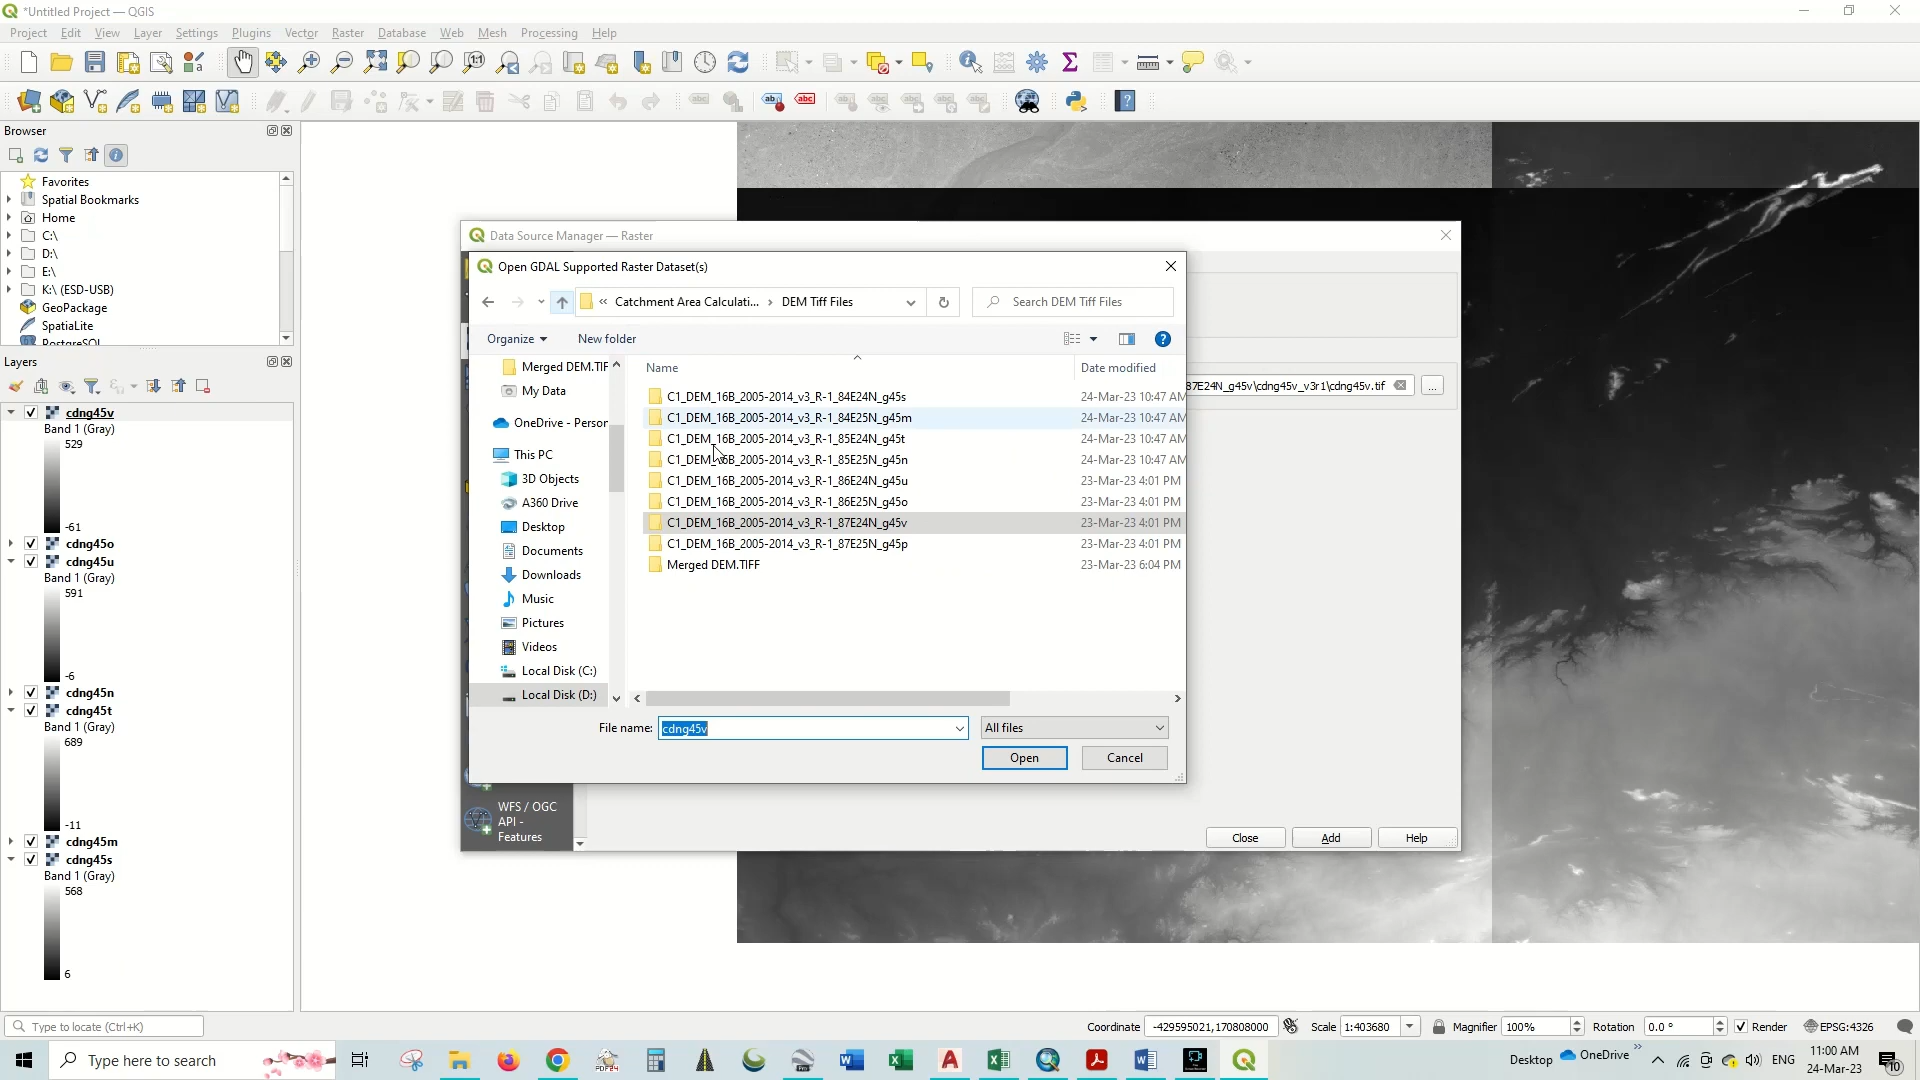 *Untitled Project — QGIS
Project Edit View Layer Settings Plugins Vector Raster Database Web Mesh Processing Help
Browser
Favorites
Spatial Bookmarks
Home
C:\
D:\
E:\
K:\ (ESD-USB)
GeoPackage
SpatiaLite
PostgreSQL
Layers
cdng45v
Band 1 (Gray)
529
-61
cdng45o
cdng45u
Band 1 (Gray)
591
-6
cdng45n
cdng45t
Band 1 (Gray)
689
-11
cdng45m
cdng45s
Band 1 (Gray)
568
6
Data Source Manager — Raster
Open GDAL Supported Raster Dataset(s)
« Catchment Area Calculati... › DEM Tiff Files
Search DEM Tiff Files
Organize New folder
Merged DEM.TIF
My Data
OneDrive - Person
This PC
3D Objects
A360 Drive
Desktop
Documents
Downloads
Music
Pictures
Videos
Local Disk (C:)
Local Disk (D:)
Name Date modified
C1_DEM_16B_2005-2014_v3_R-1_84E24N_g45s 24-Mar-23 10:47 AM
C1_DEM_16B_2005-2014_v3_R-1_84E25N_g45m 24-Mar-23 10:47 AM
C1_DEM_16B_2005-2014_v3_R-1_85E24N_g45t 24-Mar-23 10:47 AM
C1_DEM_16B_2005-2014_v3_R-1_85E25N_g45n 24-Mar-23 10:47 AM
C1_DEM_16B_2005-2014_v3_R-1_86E24N_g45u 23-Mar-23 4:01 PM
C1_DEM_16B_2005-2014_v3_R-1_86E25N_g45o 23-Mar-23 4:01 PM
C1_DEM_16B_2005-2014_v3_R-1_87E24N_g45v 23-Mar-23 4:01 PM
C1_DEM_16B_2005-2014_v3_R-1_87E25N_g45p 23-Mar-23 4:01 PM
Merged DEM.TIFF 23-Mar-23 6:04 PM
File name: cdng45v All files
Open Cancel
87E24N_g45v\cdng45v_v3r1\cdng45v.tif ...
WFS / OGC
API -
Features
Close Add Help
Type to locate (Ctrl+K)
Coordinate -429595021,170808000 Scale 1:403680 Magnifier 100% Rotation 0.0 ° Render EPSG:4326
Type here to search
Desktop OneDrive » ENG 11:00 AM
24-Mar-23
10